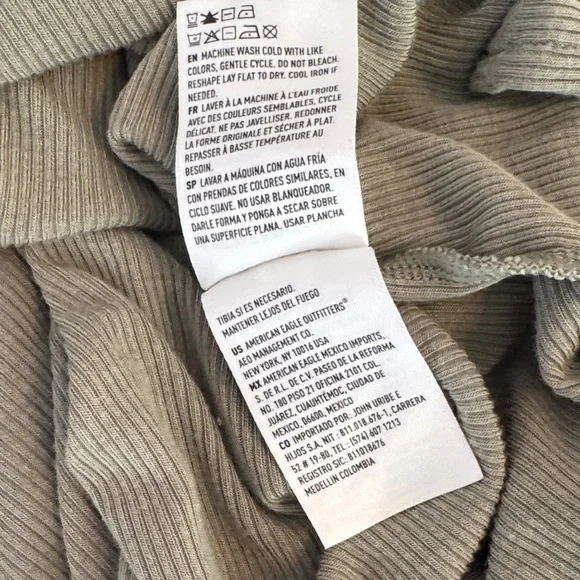 EN MACHINE WASH COLD WITH LIKE
COLORS, GENTLE CYCLE. DO NOT BLEACH.
RESHAPE LAY FLAT TO DRY. COOL IRON IF
NEEDED.
FR LAVER À LA MACHINE À L'EAU FROIDE
AVEC DES COULEURS SEMBLABLES, CYCLE
DÉLICAT. NE PAS JAVELLISER. REDONNER
LA FORME ORIGINALE ET SÉCHER À PLAT.
REPASSER À BASSE TEMPÉRATURE AU
BESOIN.
SP LAVAR A MÁQUINA CON AGUA FRÍA
CON PRENDAS DE COLORES SIMILARES, EN
CICLO SUAVE. NO USAR BLANQUEADOR.
DARLE FORMA Y PONGA A SECAR SOBRE
UNA SUPERFICIE PLANA. USAR PLANCHA
TIBIA SI ES NECESARIO.
MANTENER LEJOS DEL FUEGO
US AMERICAN EAGLE OUTFITTERS®
AEO MANAGEMENT CO.
NEW YORK, NY 10016 USA
MX AMERICAN EAGLE MEXICO IMPORTS,
S. DE R.L. DE C.V. PASEO DE LA REFORMA
NO. 180 PISO 23 OFICINA 2101 COL.
JUÁREZ, CUAUHTÉMOC, CIUDAD DE
MEXICO, 06600, MEXICO
CO IMPORTADO POR: JOHN URIBE E
HIJOS S.A. NIT : 811.018.676-1, CARRERA
52 # 19-80, TEL: (574) 607 1213
REGISTRO SIC: 811018676
MEDELLIN COLOMBIA